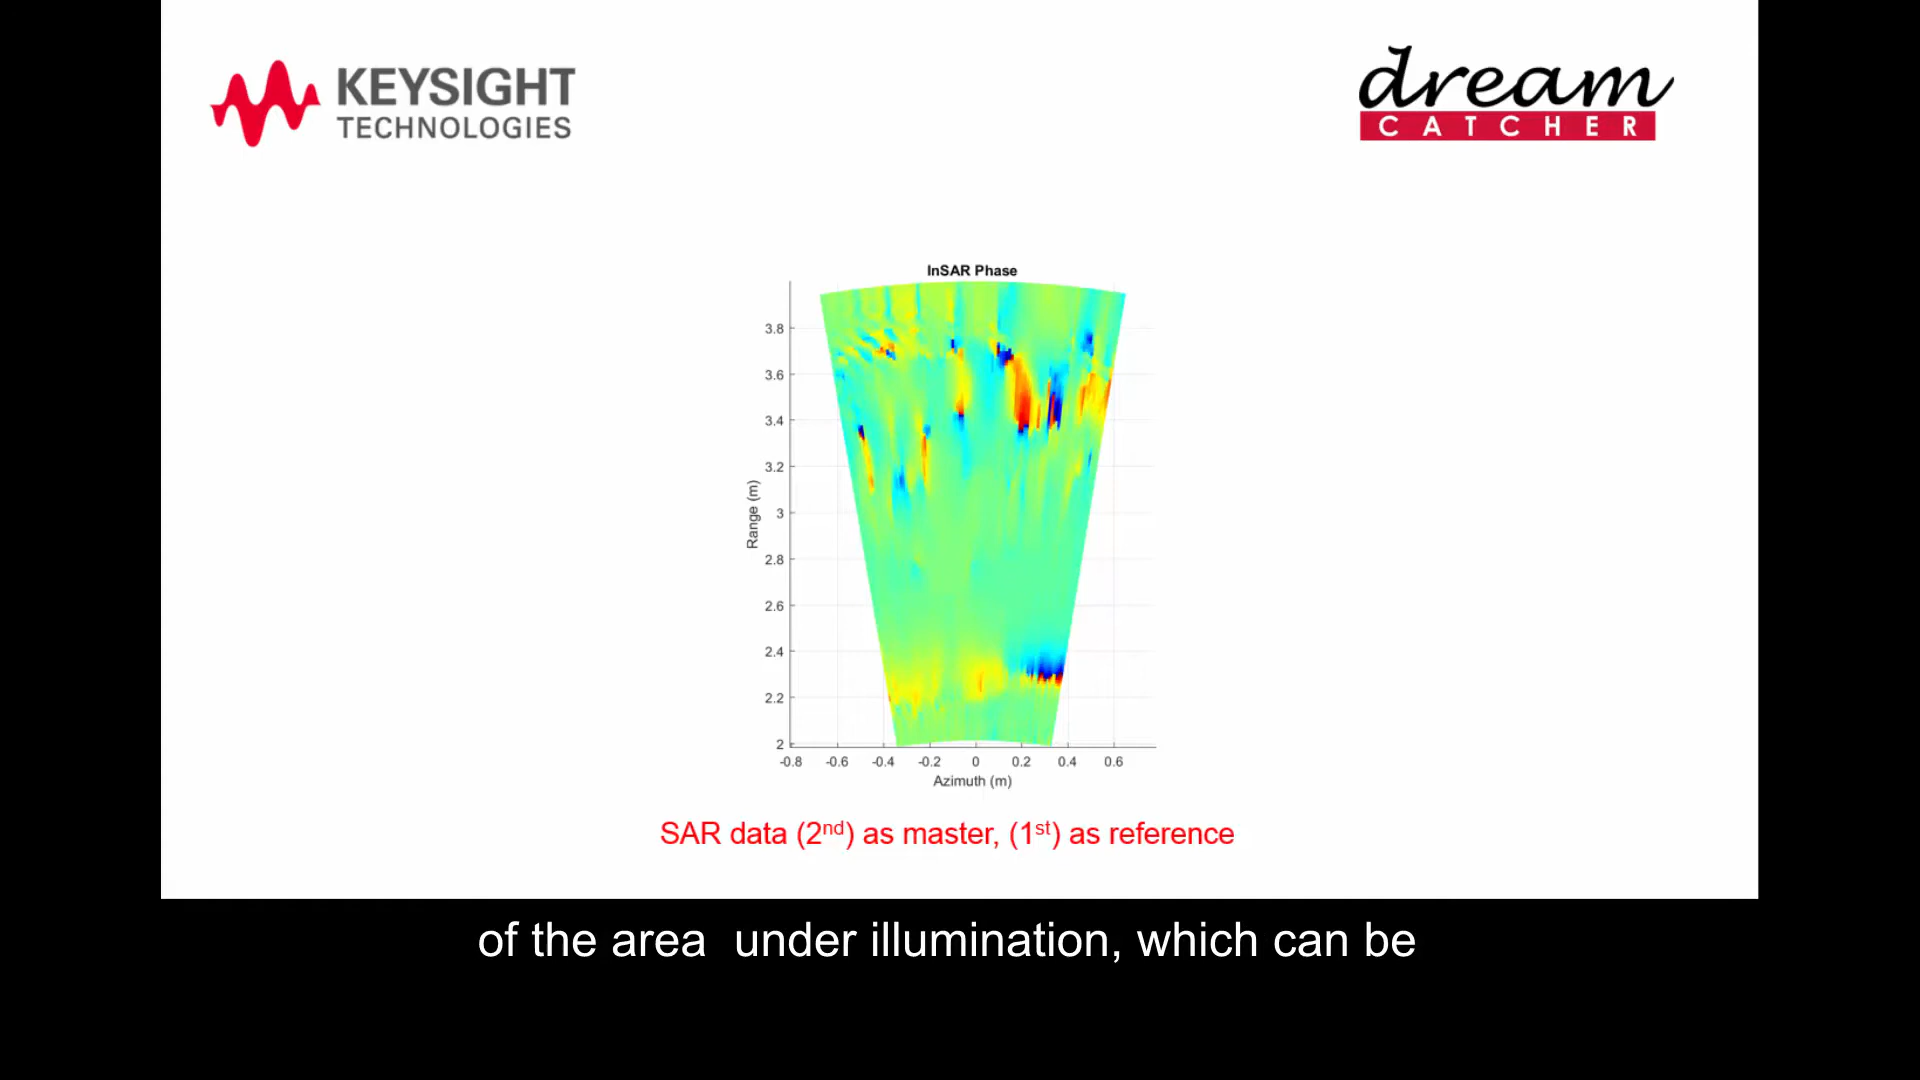 KEYSIGHT
TECHNOLOGIES
dream
CATCHER
InSAR Phase
3.8
3.6
3.4
3.2
3
2.8
2.6
2.4
2.2
2
Range (m)
-0.8 -0.6 -0.4 -0.2 0 0.2 0.4 0.6
Azimuth (m)
SAR data (2nd) as master, (1st) as reference
of the area under illumination, which can be